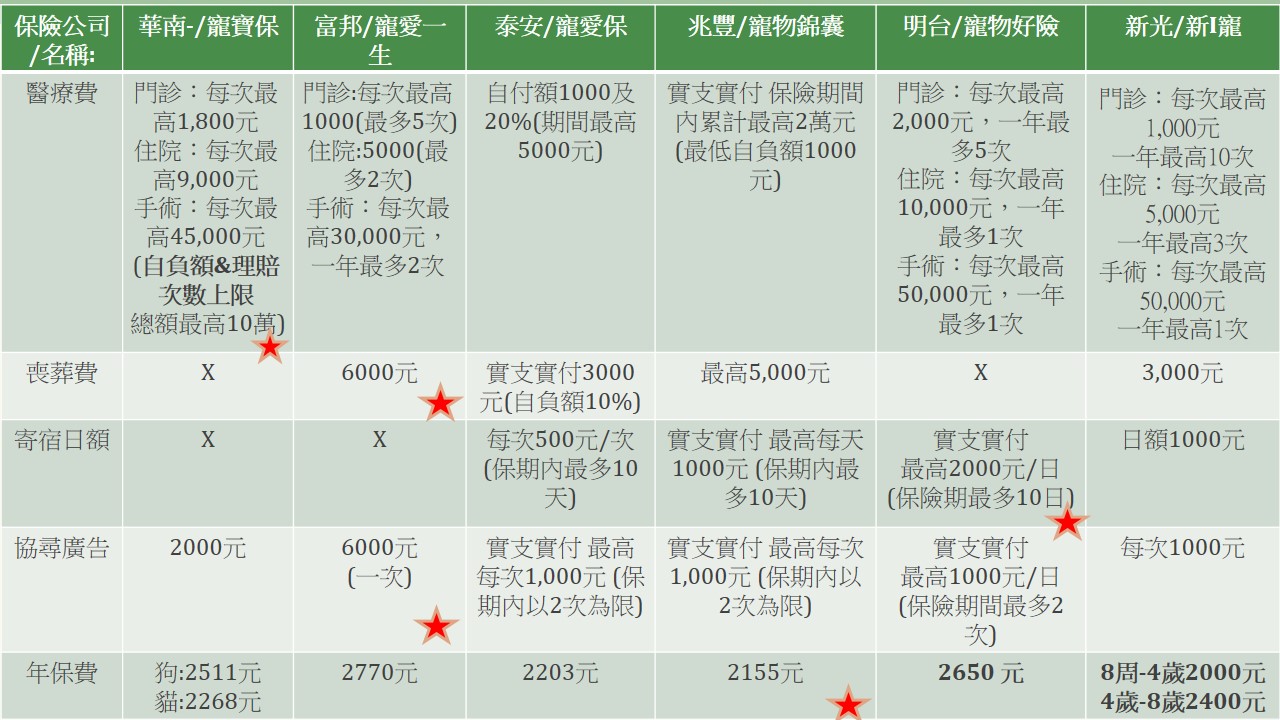 保險公司
/名稱:
華南-/寵寶保
富邦/寵愛一
生
泰安/寵愛保
兆豐/寵物錦囊
明台/寵物好險
新光/新I寵
醫療費
門診：每次最
高1,800元
住院：每次最
高9,000元
手術：每次最
高45,000元
(自負額&理賠
次數上限
總額最高10萬)
門診:每次最高
1000(最多5次)
住院:5000(最
多2次)
手術：每次最
高30,000元，
一年最多2次
自付額1000及
20%(期間最高
5000元)
實支實付 保險期間
內累計最高2萬元
(最低自負額1000
元)
門診：每次最高
2,000元，一年最
多5次
住院：每次最高
10,000元，一年
最多1次
手術：每次最高
50,000元，一年
最多1次
門診：每次最高
1,000元
一年最高10次
住院：每次最高
5,000元
一年最高3次
手術：每次最高
50,000元
一年最高1次
喪葬費
X
6000元
實支實付3000
元(自負額10%)
最高5,000元
X
3,000元
寄宿日額
X
X
每次500元/次
(保期內最多10
天)
實支實付 最高每天
1000元 (保期內最
多10天)
實支實付
最高2000元/日
(保險期最多10日)
日額1000元
協尋廣告
2000元
6000元
(一次)
實支實付 最高
每次1,000元 (保
期內以2次為限)
實支實付 最高每次
1,000元 (保期內以
2次為限)
實支實付
最高1000元/日
(保險期間最多2
次)
每次1000元
年保費
狗:2511元
貓:2268元
2770元
2203元
2155元
2650 元
8周-4歲2000元
4歲-8歲2400元